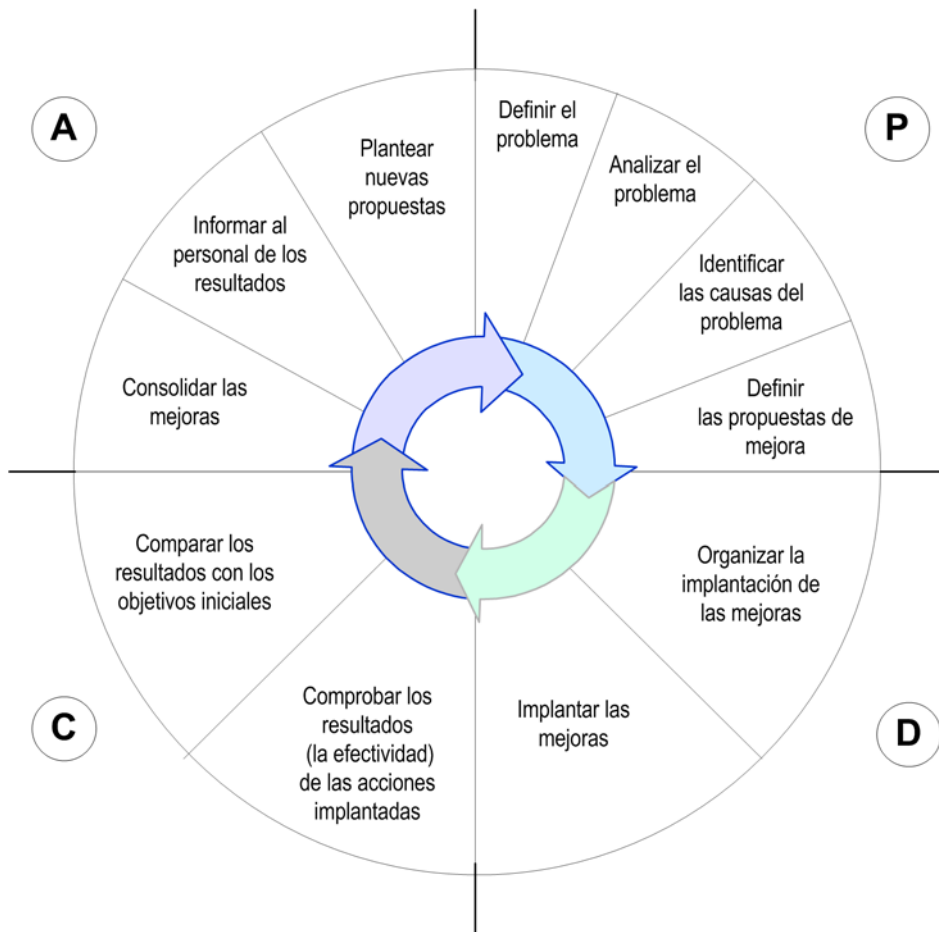 P
Definir el
problema
Analizar el
problema
Identificar
las causas del
problema
Definir
las propuestas de
mejora
D
Organizar la
implantación de
las mejoras
Implantar las
mejoras
C
Comprobar los
resultados
(la efectividad)
de las acciones
implantadas
Comparar los
resultados con los
objetivos iniciales
A
Consolidar las
mejoras
Informar al
personal de los
resultados
Plantear
nuevas
propuestas